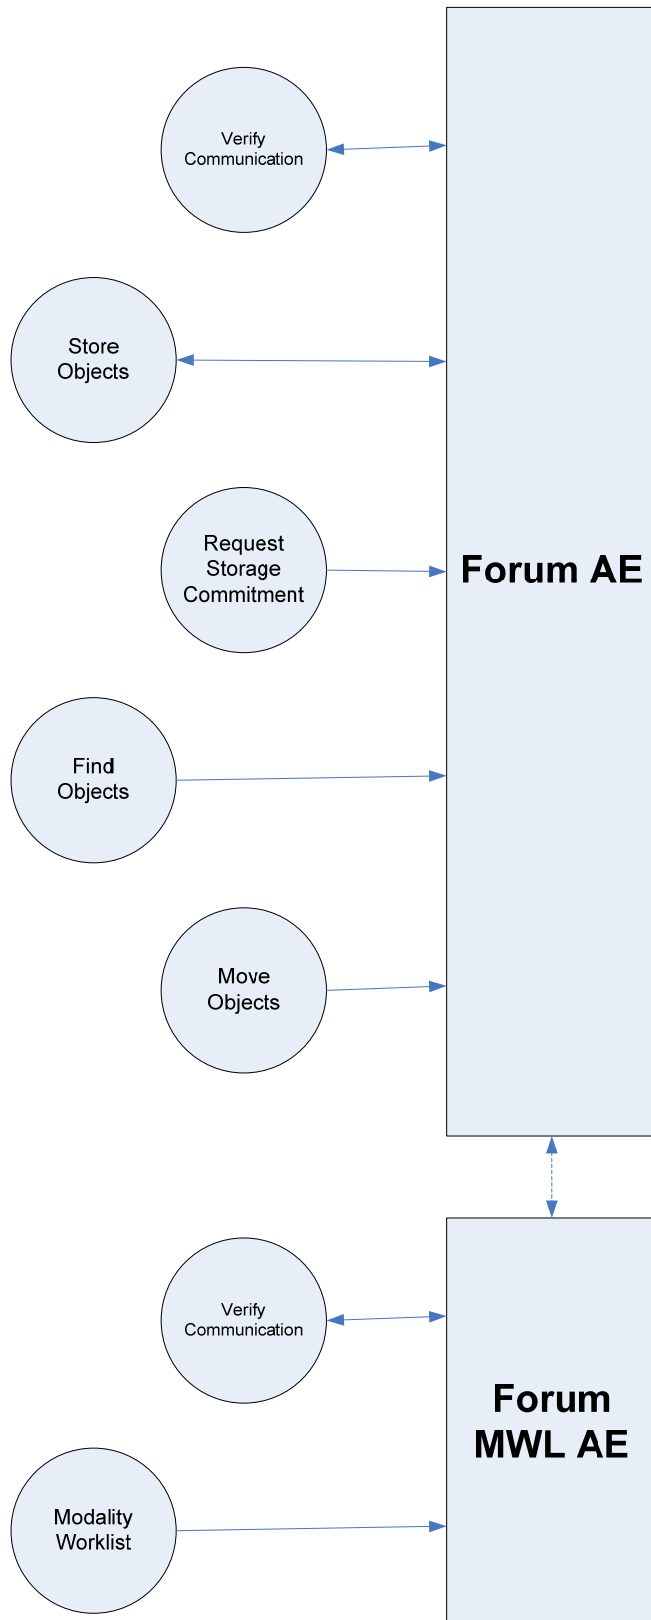 Verify
Communication
Store
Objects
Request
Storage
Commitment
Forum AE
Find
Objects
Move
Objects
Verify
Communication
Forum
MWL AE
Modality
Worklist